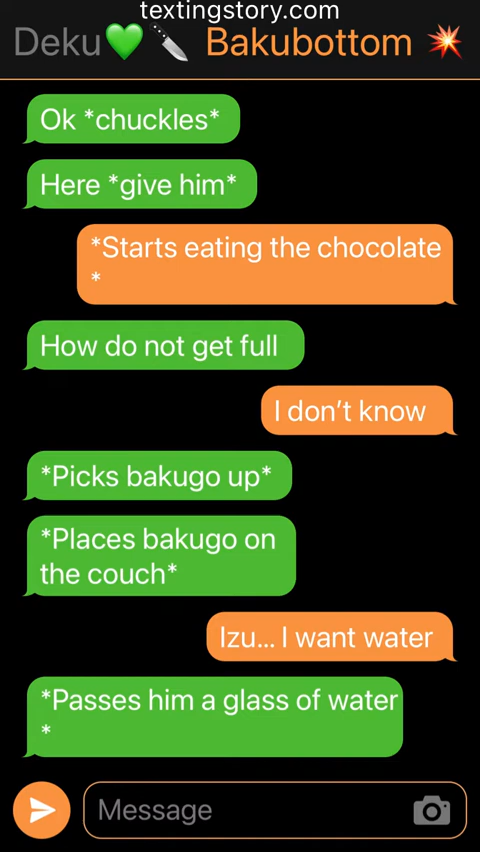 textingstory.com
Deku💚🔪 Bakubottom 💥
Ok *chuckles*
Here *give him*
*Starts eating the chocolate
*
How do not get full
I don’t know
*Picks bakugo up*
*Places bakugo on
the couch*
Izu... I want water
*Passes him a glass of water
*
Message